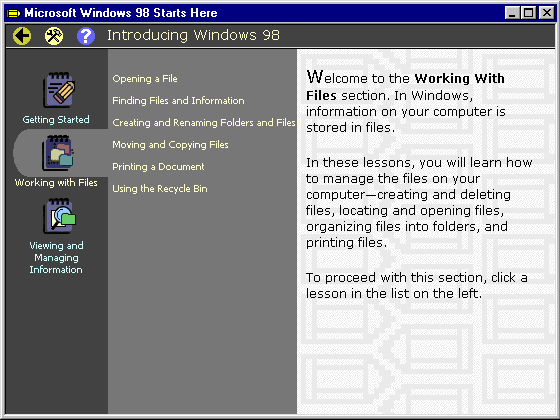 Microsoft Windows 98 Starts Here
?
Introducing Windows 98
Getting Started
Working with Files
Viewing and
Managing
Information
Opening a File
Finding Files and Information
Creating and Renaming Folders and Files
Moving and Copying Files
Printing a Document
Using the Recycle Bin
Welcome to the Working With
Files section. In Windows,
information on your computer is
stored in files.
In these lessons, you will learn how
to manage the files on your
computer—creating and deleting
files, locating and opening files,
organizing files into folders, and
printing files.
To proceed with this section, click a
lesson in the list on the left.